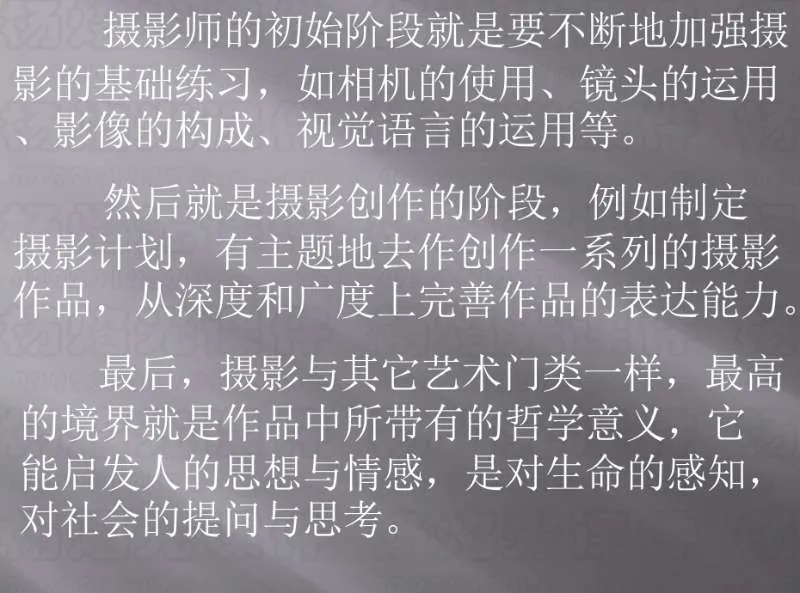 摄影师的初始阶段就是要不断地加强摄
影的基础练习，如相机的使用、镜头的运用
、影像的构成、视觉语言的运用等。
然后就是摄影创作的阶段，例如制定
摄影计划，有主题地去作创作一系列的摄影
作品，从深度和广度上完善作品的表达能力。
最后，摄影与其它艺术门类一样，最高
的境界就是作品中所带有的哲学意义，它
能启发人的思想与情感，是对生命的感知，
对社会的提问与思考。